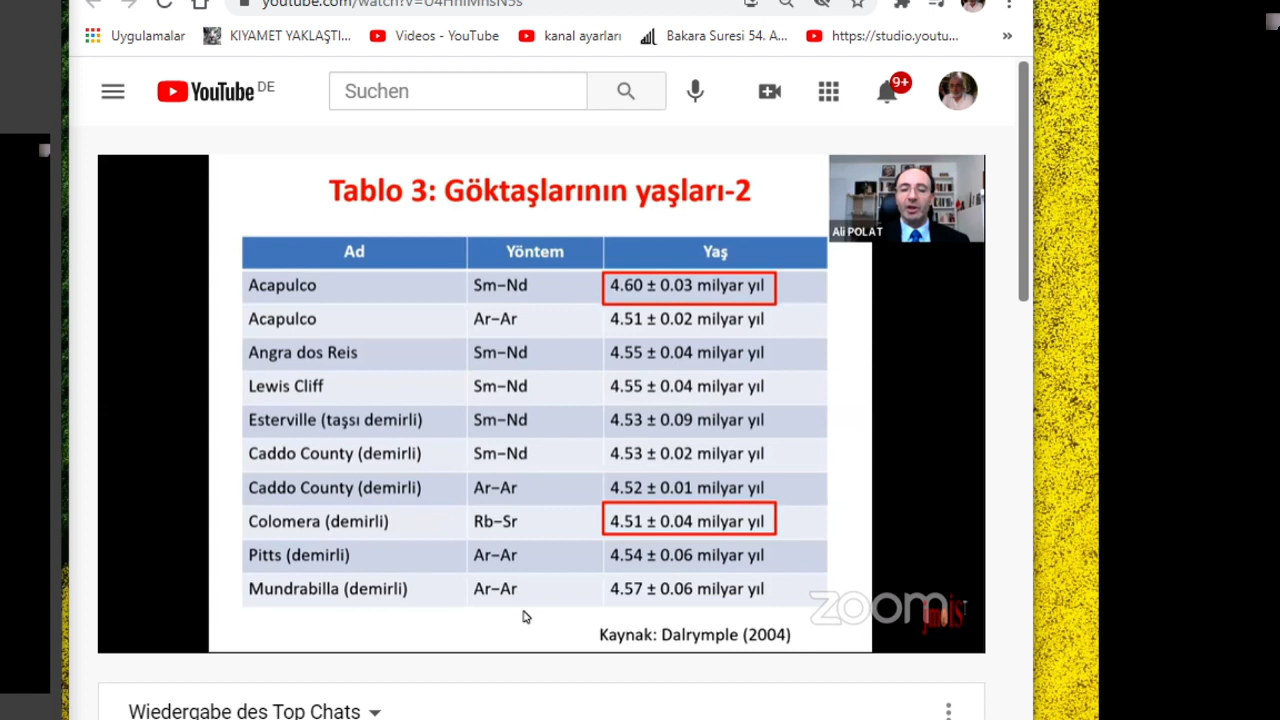 youtube.com/watch?v=
Uygulamalar KIYAMET YAKLAŞTI... Videos - YouTube kanal ayarları Bakara Suresi 54. A... https://studio.youtu... »
YouTube DE Suchen 9+
Tablo 3: Göktaşlarının yaşları-2
Ali POLAT
Ad Yöntem Yaş
Acapulco Sm–Nd 4.60 ± 0.03 milyar yıl
Acapulco Ar–Ar 4.51 ± 0.02 milyar yıl
Angra dos Reis Sm–Nd 4.55 ± 0.04 milyar yıl
Lewis Cliff Sm–Nd 4.55 ± 0.04 milyar yıl
Esterville (taşsı demirli) Sm–Nd 4.53 ± 0.09 milyar yıl
Caddo County (demirli) Sm–Nd 4.53 ± 0.02 milyar yıl
Caddo County (demirli) Ar–Ar 4.52 ± 0.01 milyar yıl
Colomera (demirli) Rb–Sr 4.51 ± 0.04 milyar yıl
Pitts (demirli) Ar–Ar 4.54 ± 0.06 milyar yıl
Mundrabilla (demirli) Ar–Ar 4.57 ± 0.06 milyar yıl
zoom
Kaynak: Dalrymple (2004)
Wiedergabe des Top Chats